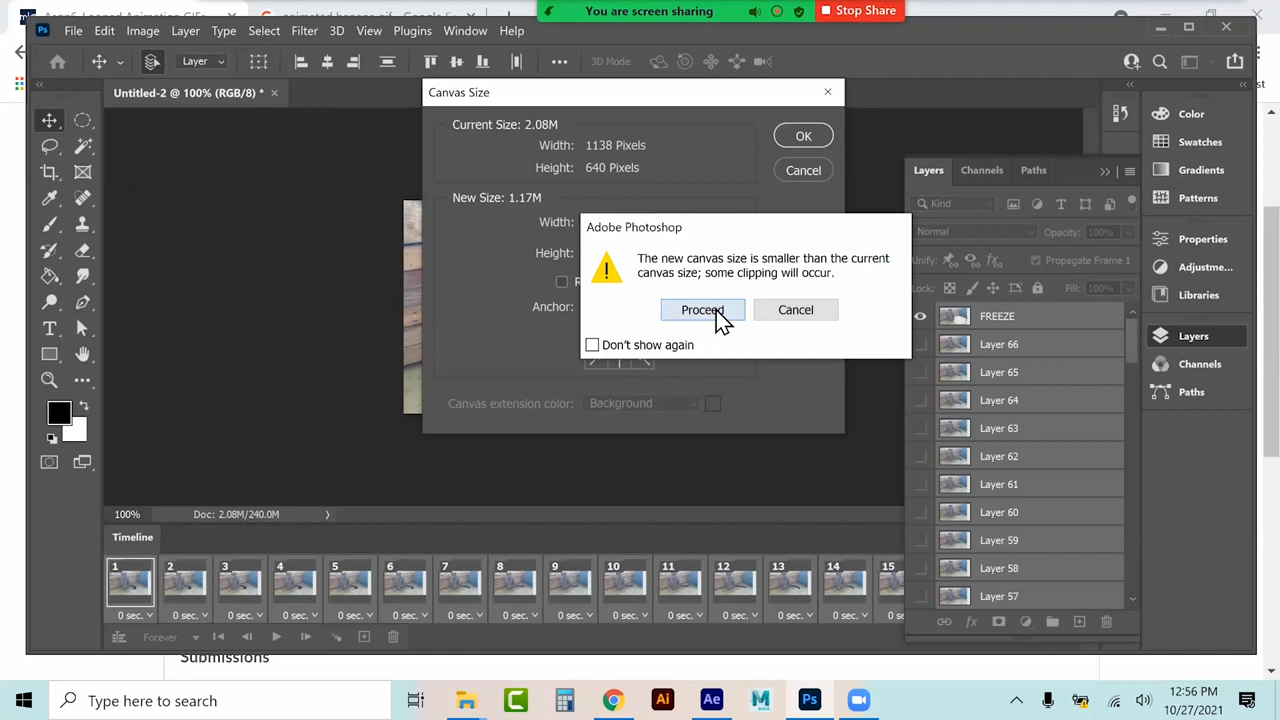 You are screen sharing
Stop Share
Ps File Edit Image Layer Type Select Filter 3D View Plugins Window Help
Layer
3D Mode:
Untitled-2 @ 100% (RGB/8) *
Canvas Size
Current Size: 2.08M
Width: 1138 Pixels
Height: 640 Pixels
OK
Cancel
New Size: 1.17M
Width:
Height:
Anchor:
Canvas extension color: Background
Adobe Photoshop
The new canvas size is smaller than the current
canvas size; some clipping will occur.
Proceed
Cancel
Don't show again
Color
Swatches
Gradients
Patterns
Properties
Adjustme...
Libraries
Layers
Channels
Paths
Layers Channels Paths
Kind
Normal Opacity: 100%
Unify: Propagate Frame 1
Lock: Fill: 100%
FREEZE
Layer 66
Layer 65
Layer 64
Layer 63
Layer 62
Layer 61
Layer 60
Layer 59
Layer 58
Layer 57
100% Doc: 2.08M/240.0M
Timeline
1 2 3 4 5 6 7 8 9 10 11 12 13 14 15
0 sec. 0 sec. 0 sec. 0 sec. 0 sec. 0 sec. 0 sec. 0 sec. 0 sec. 0 sec. 0 sec. 0 sec. 0 sec. 0 sec. 0 sec.
Forever
Submissions
Type here to search
Ai Ae M Ps
12:56 PM
10/27/2021